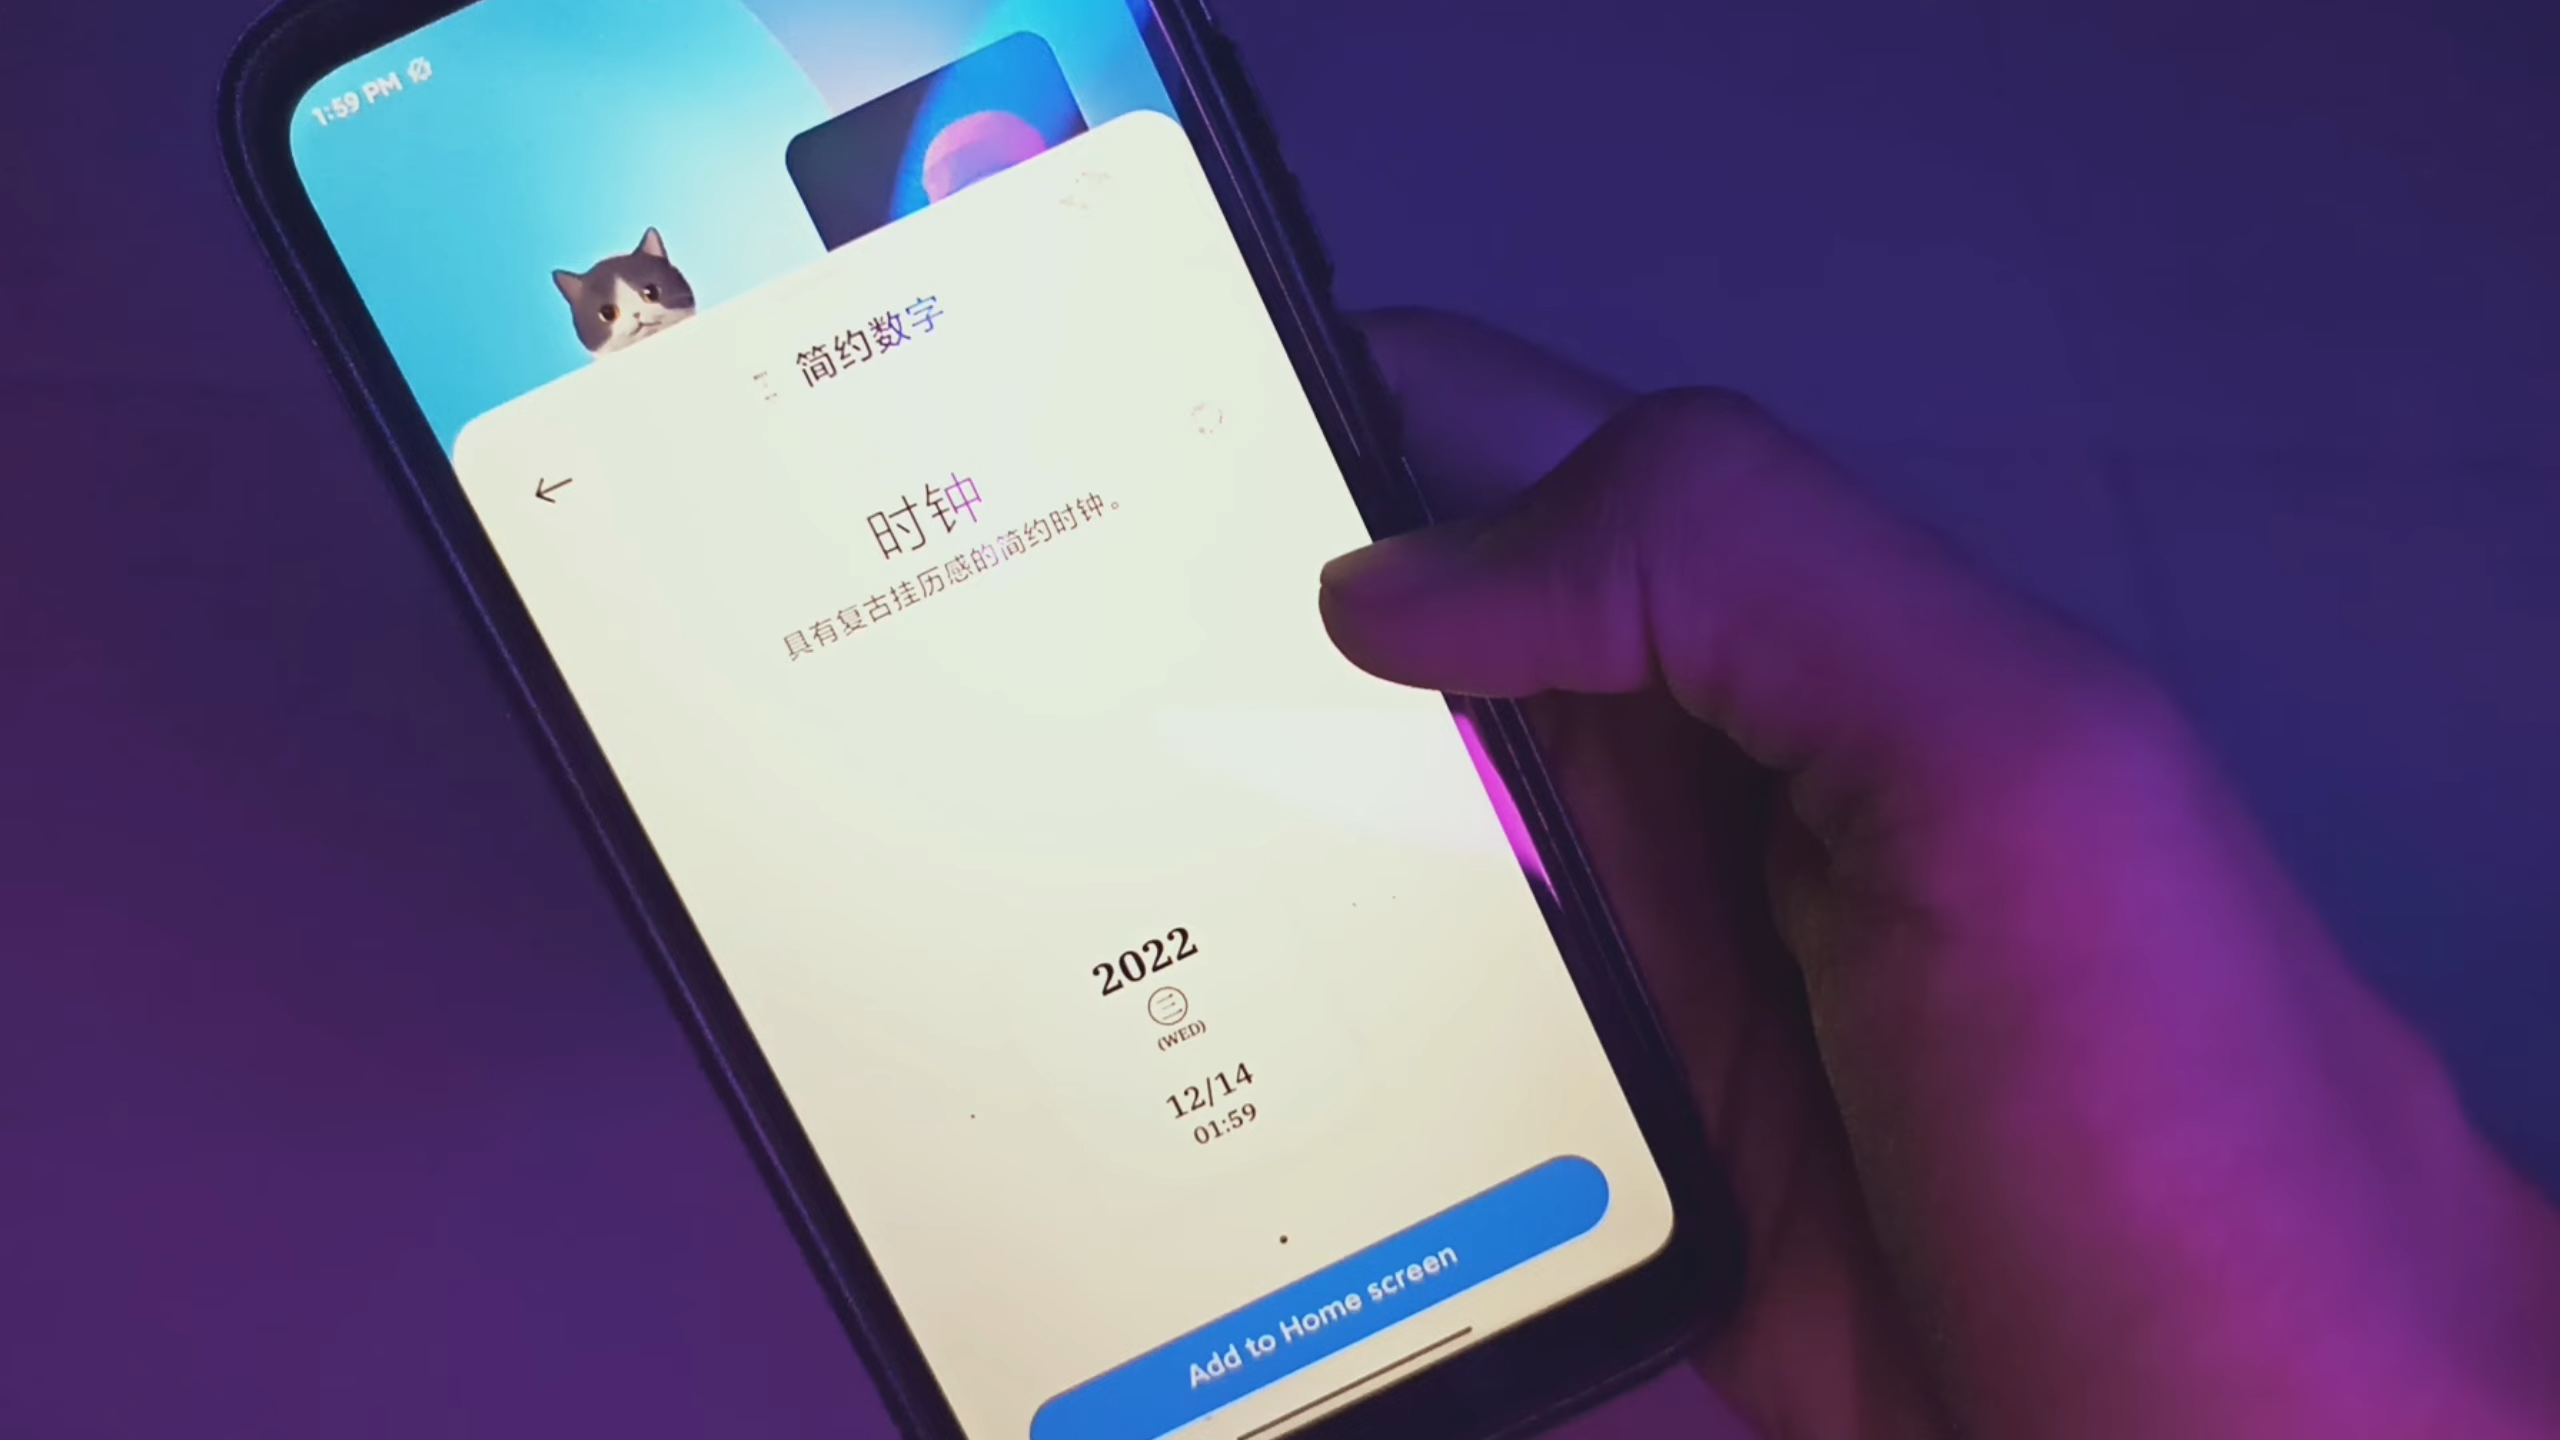 1:59 PM
简约数字
时钟
具有复古挂历感的简约时钟。
2022
三
(WED)
12/14
01:59
Add to Home screen